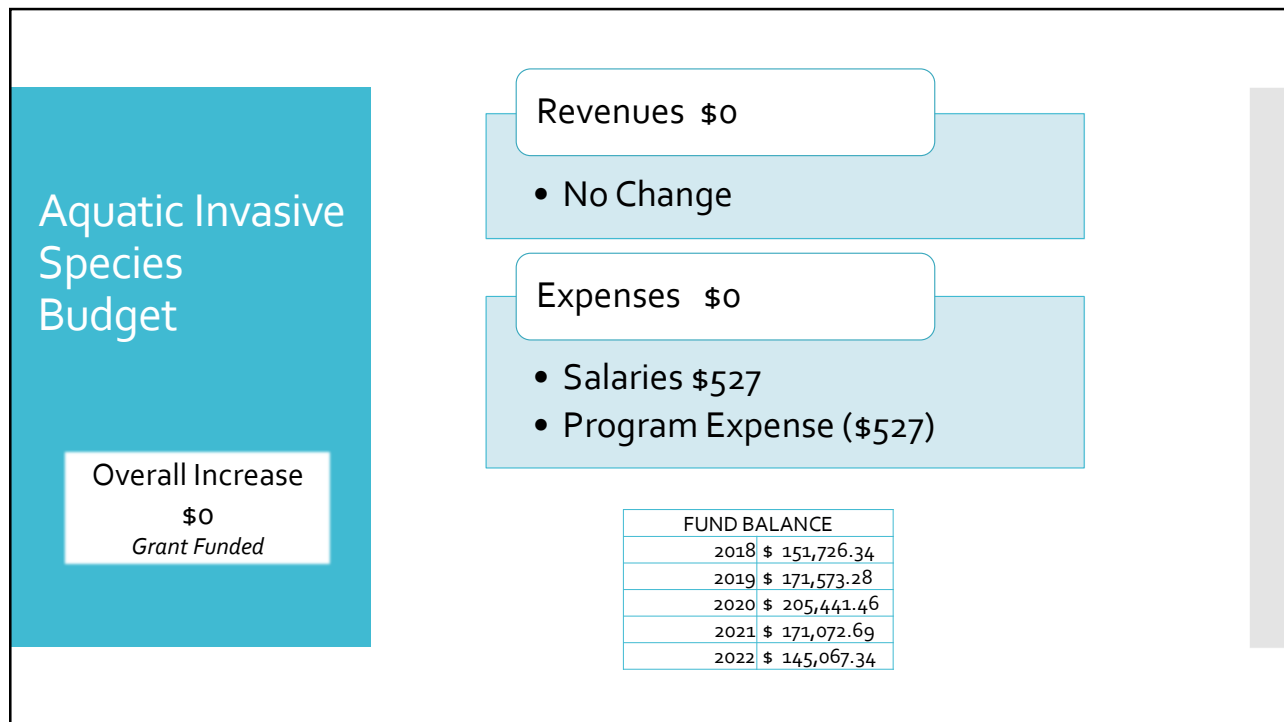 Aquatic Invasive
Species
Budget
Overall Increase
$0
Grant Funded
Revenues $0
• No Change
Expenses $0
• Salaries $527
• Program Expense ($527)
FUND BALANCE
2018 $ 151,726.34
2019 $ 171,573.28
2020 $ 205,441.46
2021 $ 171,072.69
2022 $ 145,067.34